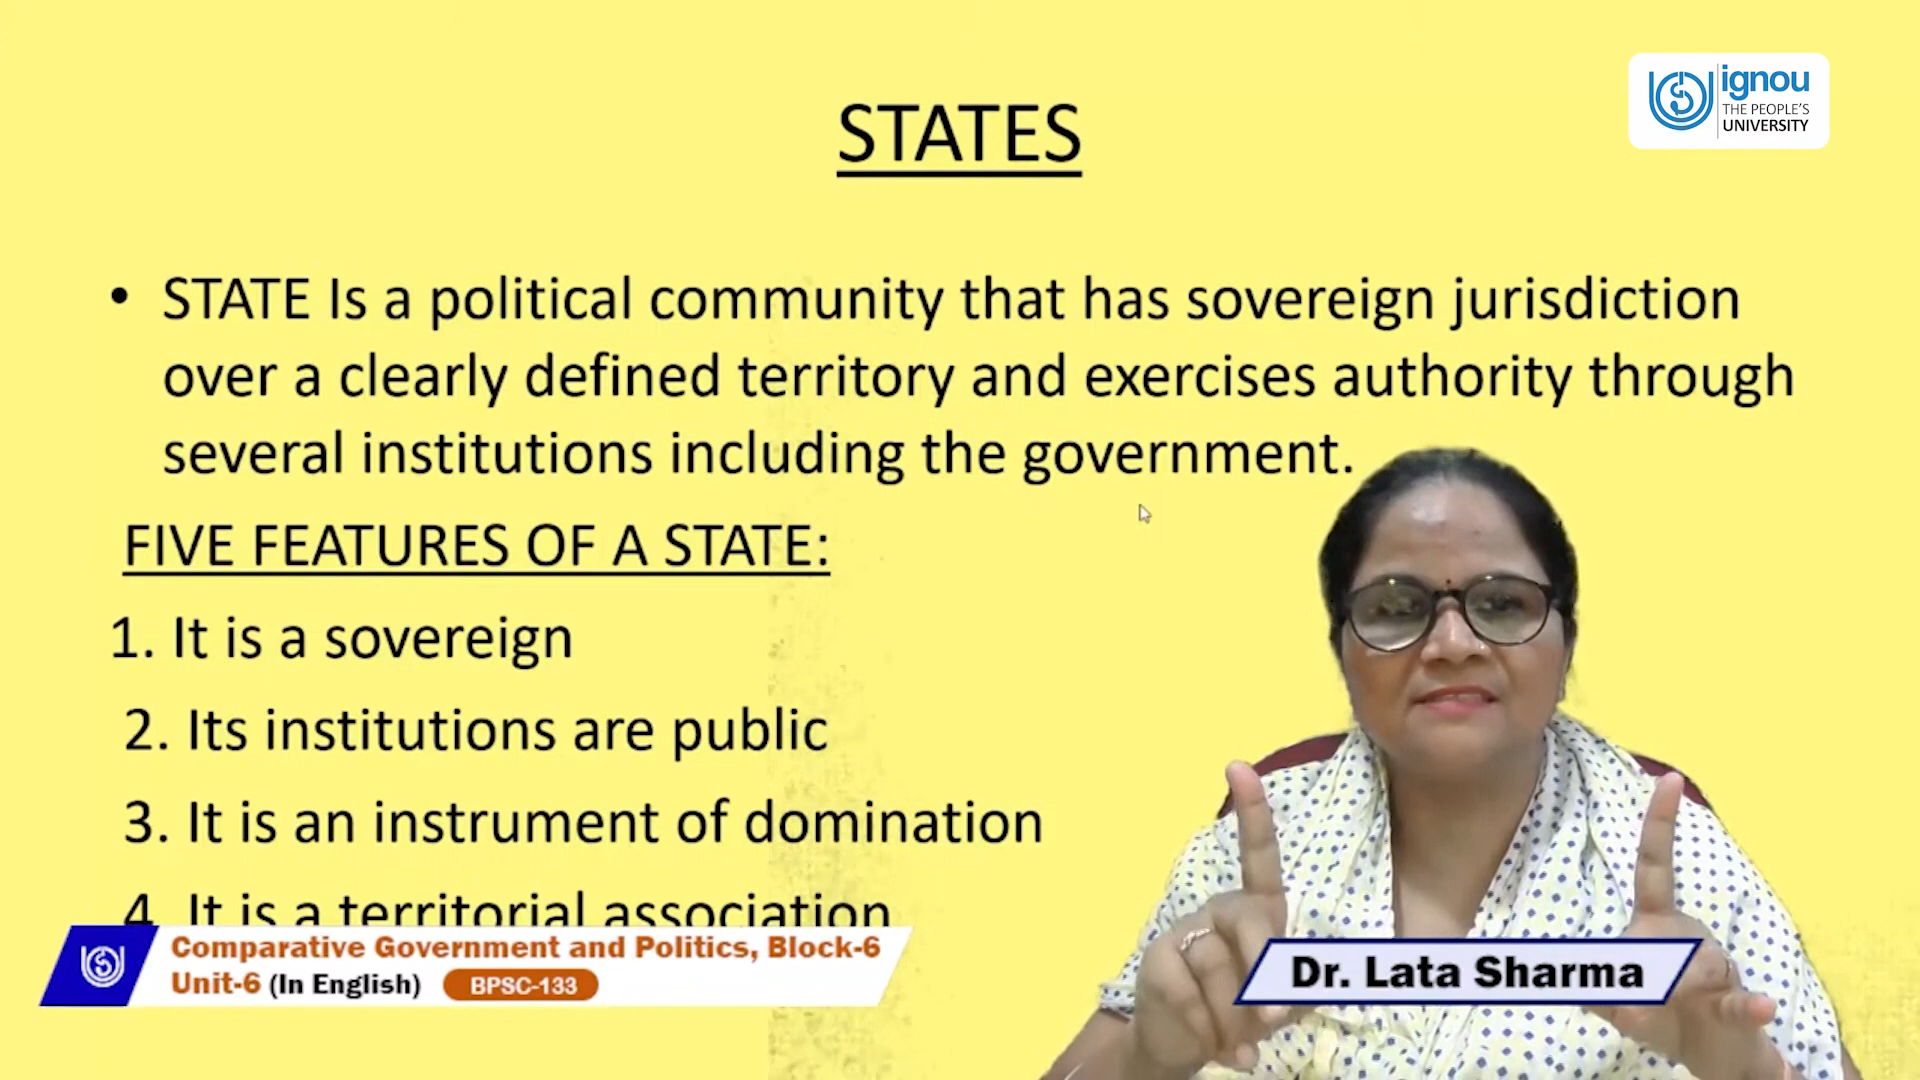 ignou
THE PEOPLE'S
UNIVERSITY
STATES
• STATE Is a political community that has sovereign jurisdiction
over a clearly defined territory and exercises authority through
several institutions including the government.
FIVE FEATURES OF A STATE:
1. It is a sovereign
2. Its institutions are public
3. It is an instrument of domination
4. It is a territorial association
Comparative Government and Politics, Block-6
Unit-6 (In English) BPSC-133
Dr. Lata Sharma